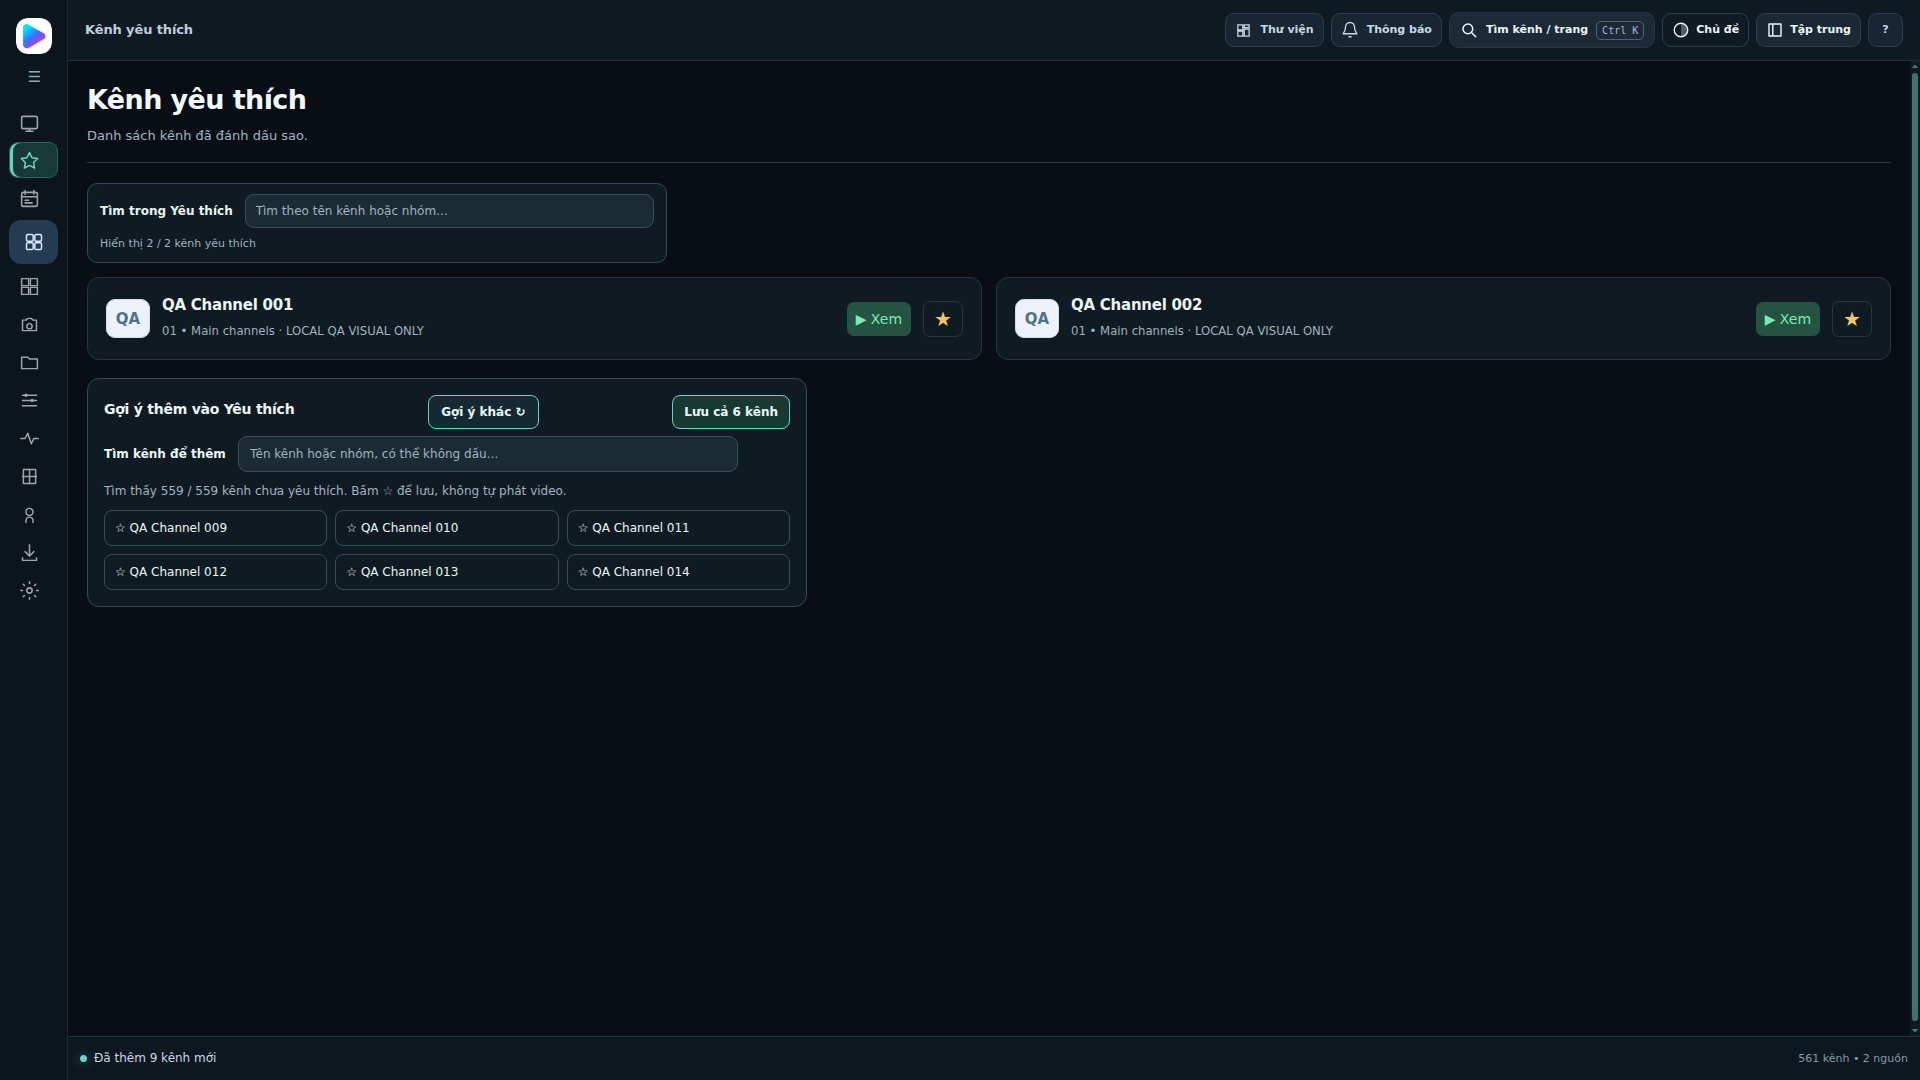 Kênh yêu thích
Thư viện
Thông báo
Tìm kênh / trang Ctrl K
Chủ đề
Tập trung
?
Kênh yêu thích
Danh sách kênh đã đánh dấu sao.
Tìm trong Yêu thích
Tìm theo tên kênh hoặc nhóm...
Hiển thị 2 / 2 kênh yêu thích
QA
QA Channel 001
01 • Main channels · LOCAL QA VISUAL ONLY
▶ Xem
★
QA
QA Channel 002
01 • Main channels · LOCAL QA VISUAL ONLY
▶ Xem
★
Gợi ý thêm vào Yêu thích
Gợi ý khác ↻
Lưu cả 6 kênh
Tìm kênh để thêm
Tên kênh hoặc nhóm, có thể không dấu...
Tìm thấy 559 / 559 kênh chưa yêu thích. Bấm ☆ để lưu, không tự phát video.
☆ QA Channel 009
☆ QA Channel 010
☆ QA Channel 011
☆ QA Channel 012
☆ QA Channel 013
☆ QA Channel 014
Đã thêm 9 kênh mới
561 kênh • 2 nguồn